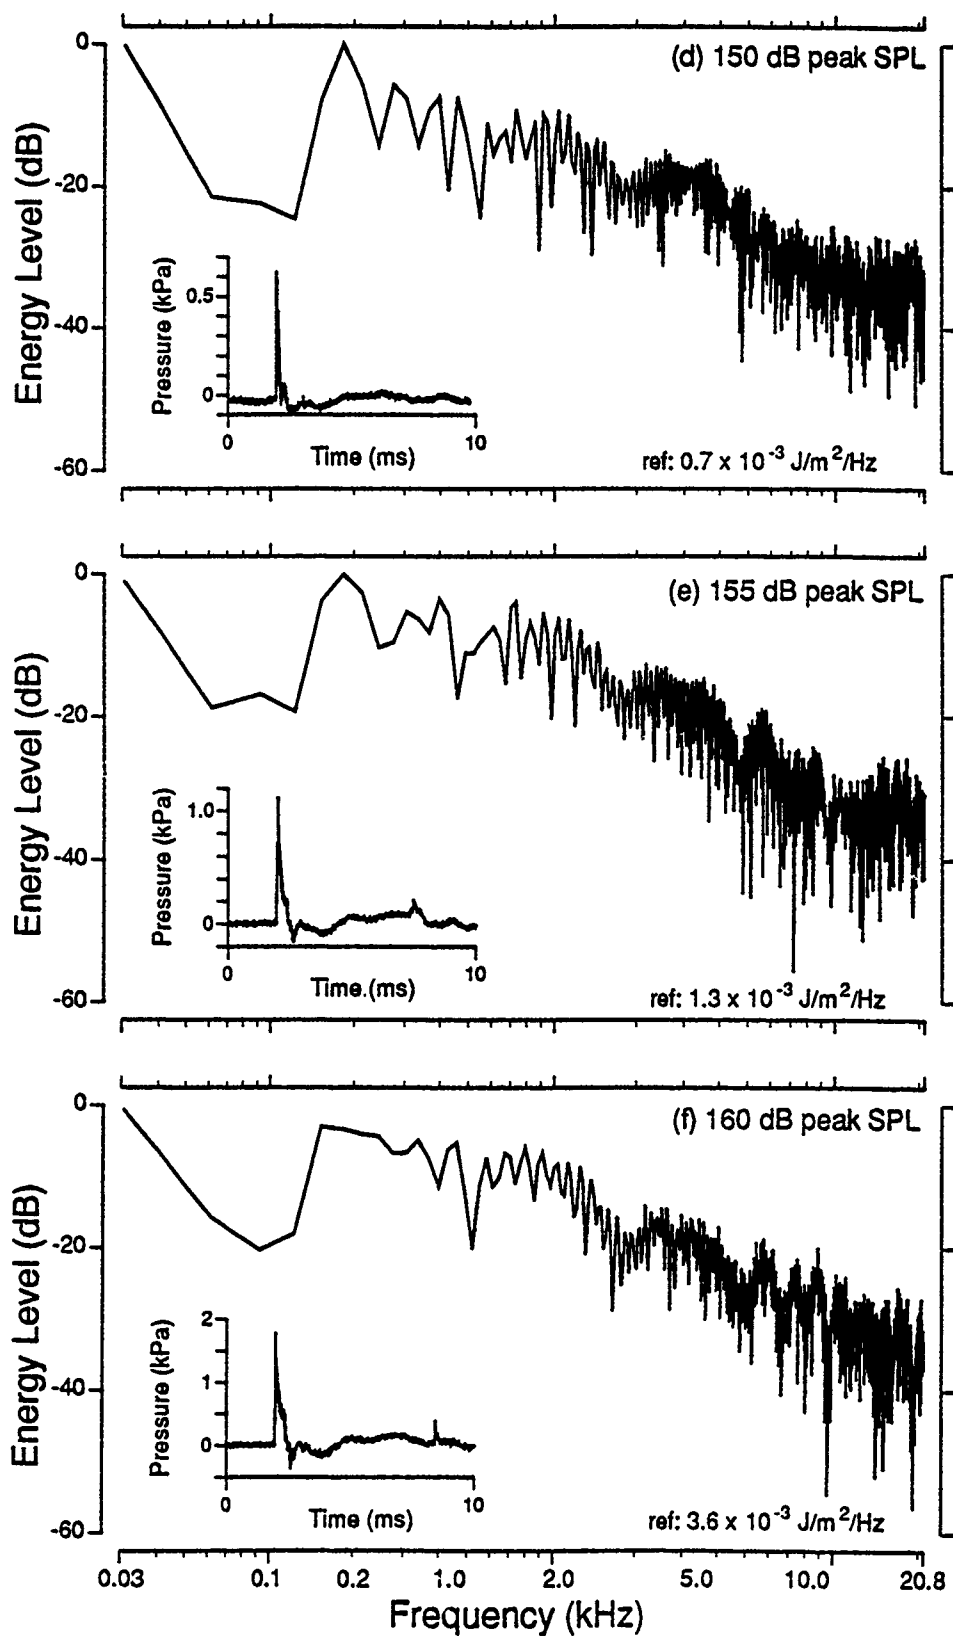 (d) 150 dB peak SPL
Energy Level (dB)
0
-20
-40
-60
Pressure (kPa)
0.5
0
0
10
Time (ms)
ref: 0.7 x 10⁻³ J/m²/Hz
(e) 155 dB peak SPL
Energy Level (dB)
0
-20
-40
-60
Pressure (kPa)
1.0
0
0
10
Time.(ms)
ref: 1.3 x 10⁻³ J/m²/Hz
(f) 160 dB peak SPL
Energy Level (dB)
0
-20
-40
-60
Pressure (kPa)
2
1
0
0
10
Time (ms)
ref: 3.6 x 10⁻³ J/m²/Hz
0.03 0.1 0.2 1.0 2.0 5.0 10.0 20.8
Frequency (kHz)